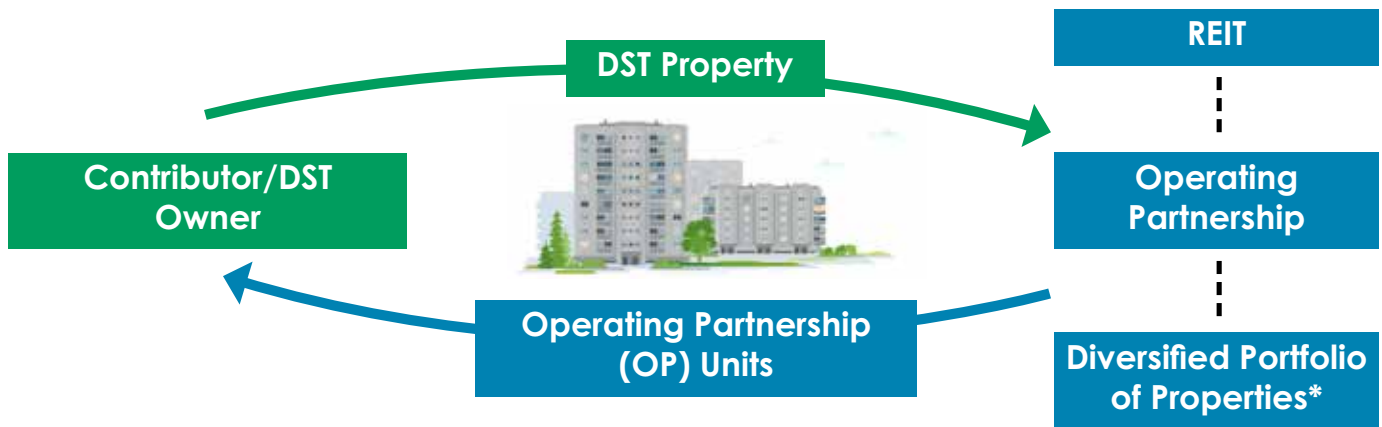 REIT
DST Property
Contributor/DST
Owner
Operating
Partnership
Operating Partnership
(OP) Units
Diversified Portfolio
of Properties*